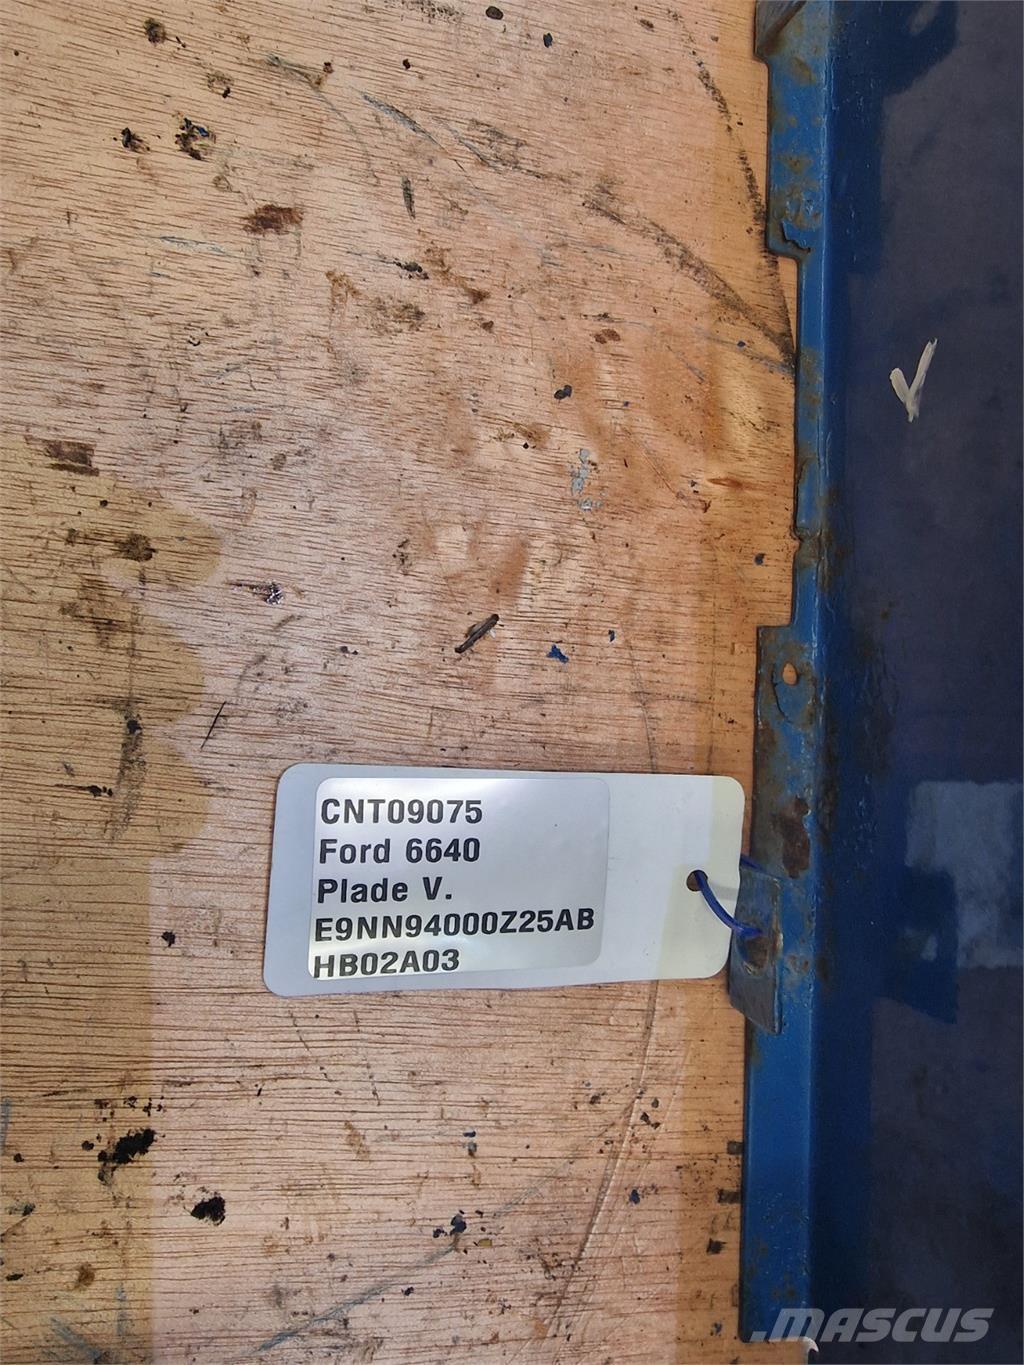 CNT09075
Ford 6640
Plade V.
E9NN94000Z25AB
HB02A03
.MASCUS